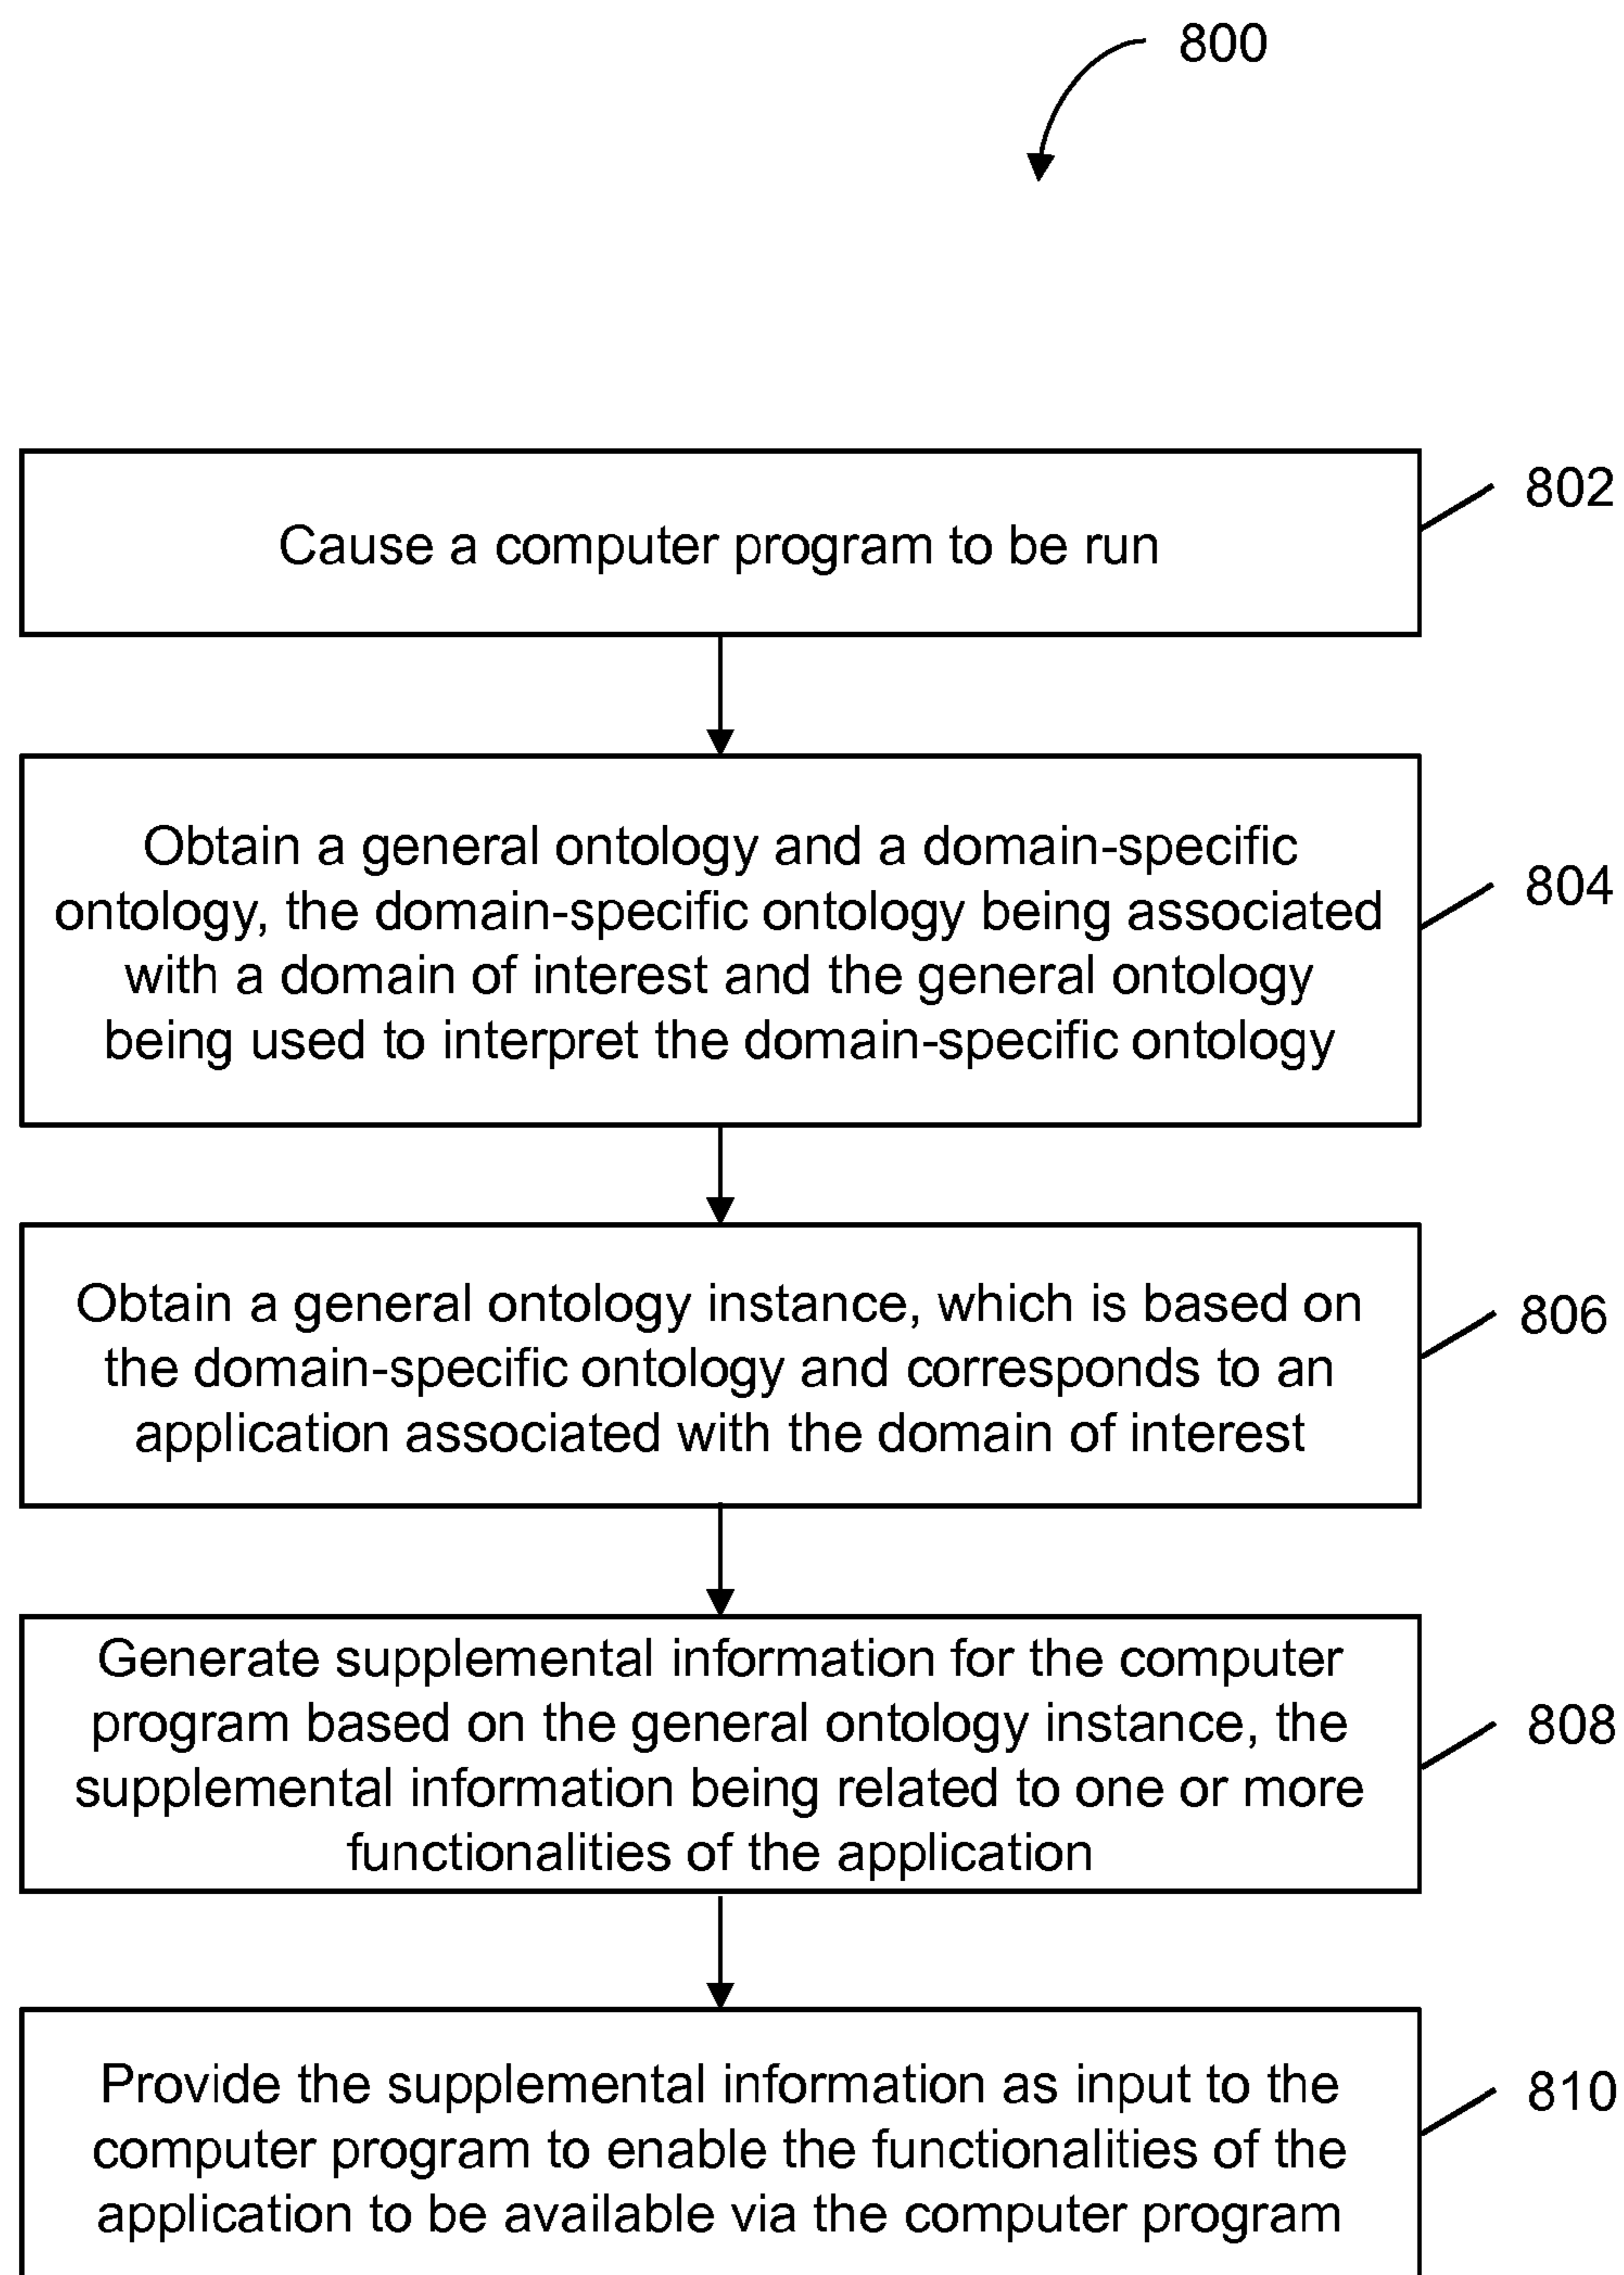 800
Cause a computer program to be run
802
Obtain a general ontology and a domain-specific
ontology, the domain-specific ontology being associated
with a domain of interest and the general ontology
being used to interpret the domain-specific ontology
804
Obtain a general ontology instance, which is based on
the domain-specific ontology and corresponds to an
application associated with the domain of interest
806
Generate supplemental information for the computer
program based on the general ontology instance, the
supplemental information being related to one or more
functionalities of the application
808
Provide the supplemental information as input to the
computer program to enable the functionalities of the
application to be available via the computer program
810